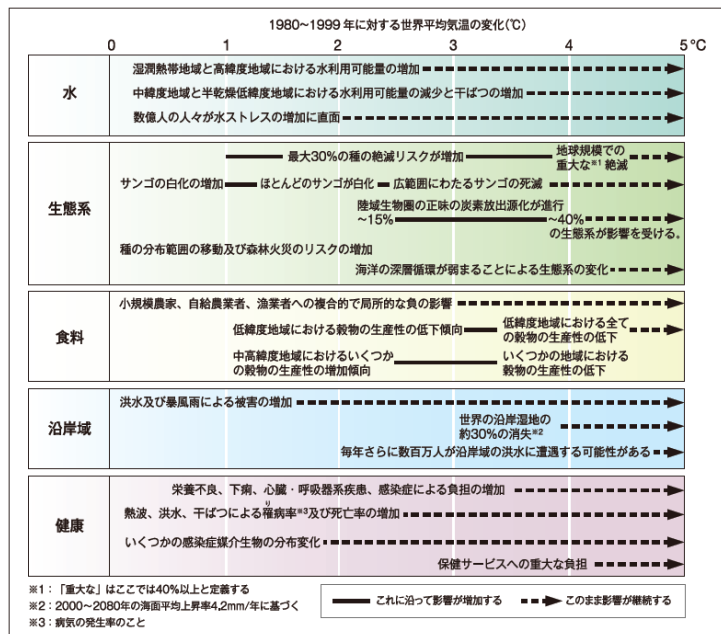 1980～1999年に対する世界平均気温の変化(℃)
0 1 2 3 4 5℃
水
湿潤熱帯地域と高緯度地域における水利用可能量の増加
中緯度地域と半乾燥低緯度地域における水利用可能量の減少と干ばつの増加
数億人の人々が水ストレスの増加に直面
生態系
最大30%の種の絶滅リスクが増加
地球規模での
重大な※1 絶滅
サンゴの白化の増加 ほとんどのサンゴが白化 広範囲にわたるサンゴの死滅
陸域生物圏の正味の炭素放出源化が進行
~15% ~40%
の生態系が影響を受ける。
種の分布範囲の移動及び森林火災のリスクの増加
海洋の深層循環が弱まることによる生態系の変化
食料
小規模農家、自給農業者、漁業者への複合的で局所的な負の影響
低緯度地域における穀物の生産性の低下傾向
低緯度地域における全て
の穀物の生産性の低下
中高緯度地域におけるいくつか
の穀物の生産性の増加傾向
いくつかの地域における
穀物の生産性の低下
沿岸域
洪水及び暴風雨による被害の増加
世界の沿岸湿地の
約30%の消失※2
毎年さらに数百万人が沿岸域の洪水に遭遇する可能性がある
健康
栄養不良、下痢、心臓・呼吸器系疾患、感染症による負担の増加
り
熱波、洪水、干ばつによる罹病率※3及び死亡率の増加
いくつかの感染症媒介生物の分布変化
保健サービスへの重大な負担
※1：「重大な」はここでは40%以上と定義する
※2：2000～2080年の海面平均上昇率4.2mm/年に基づく
※3：病気の発生率のこと
これに沿って影響が増加する このまま影響が継続する